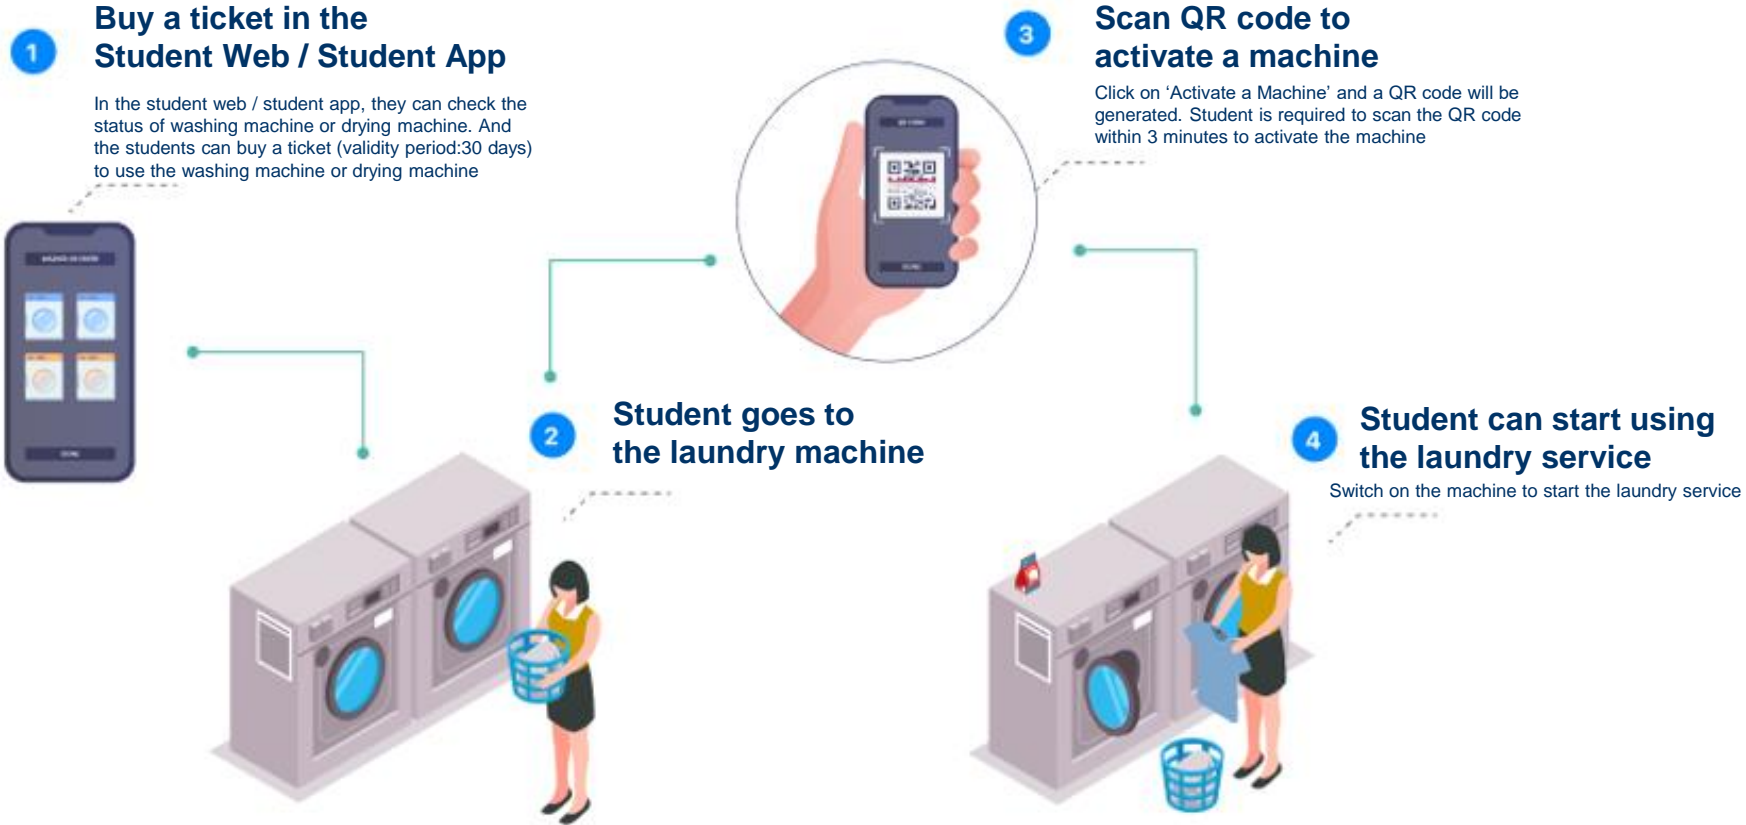 1
Buy a ticket in the
Student Web / Student App
In the student web / student app, they can check the
status of washing machine or drying machine. And
the students can buy a ticket (validity period:30 days)
to use the washing machine or drying machine
DONE
2
Student goes to
the laundry machine
3
Scan QR code to
activate a machine
Click on ‘Activate a Machine’ and a QR code will be
generated. Student is required to scan the QR code
within 3 minutes to activate the machine
QR CODE
DONE
4
Student can start using
the laundry service
Switch on the machine to start the laundry service